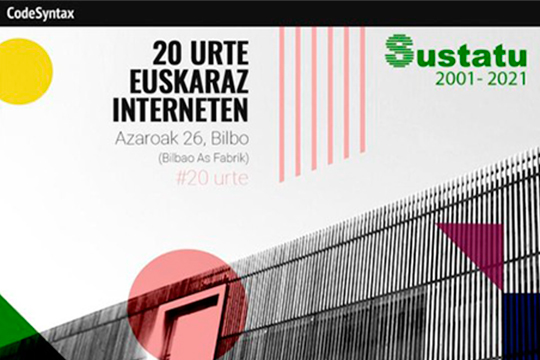 CodeSyntax
20 URTE
EUSKARAZ
INTERNETEN
Azaroak 26, Bilbo
(Bilbao As Fabrik)
#20 urte
Sustatu
2001- 2021